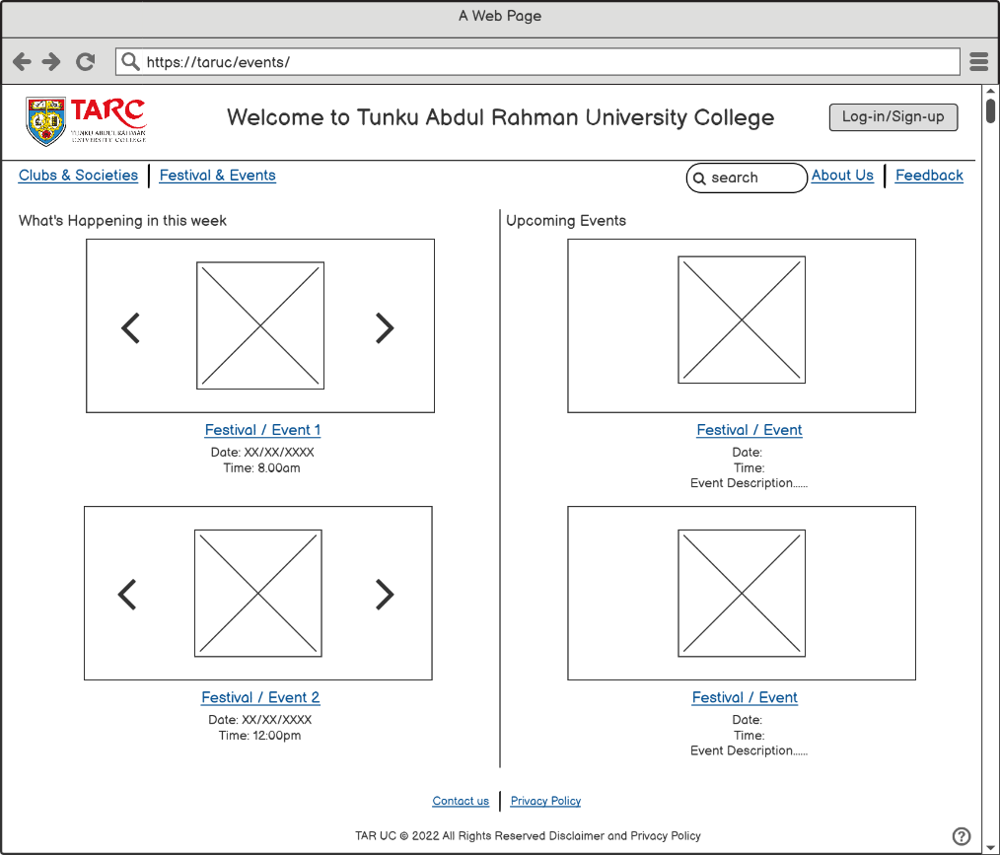 A Web Page
https://taruc/events/
TARC
TUNKU ABDUL RAHMAN
UNIVERSITY COLLEGE
Welcome to Tunku Abdul Rahman University College
Log-in/Sign-up
Clubs & Societies
Festival & Events
search
About Us
Feedback
What's Happening in this week
Festival / Event 1
Date: XX/XX/XXXX
Time: 8.00am
Festival / Event 2
Date: XX/XX/XXXX
Time: 12:00pm
Upcoming Events
Festival / Event
Date:
Time:
Event Description......
Festival / Event
Date:
Time:
Event Description......
Contact us
Privacy Policy
TAR UC © 2022 All Rights Reserved Disclaimer and Privacy Policy
?